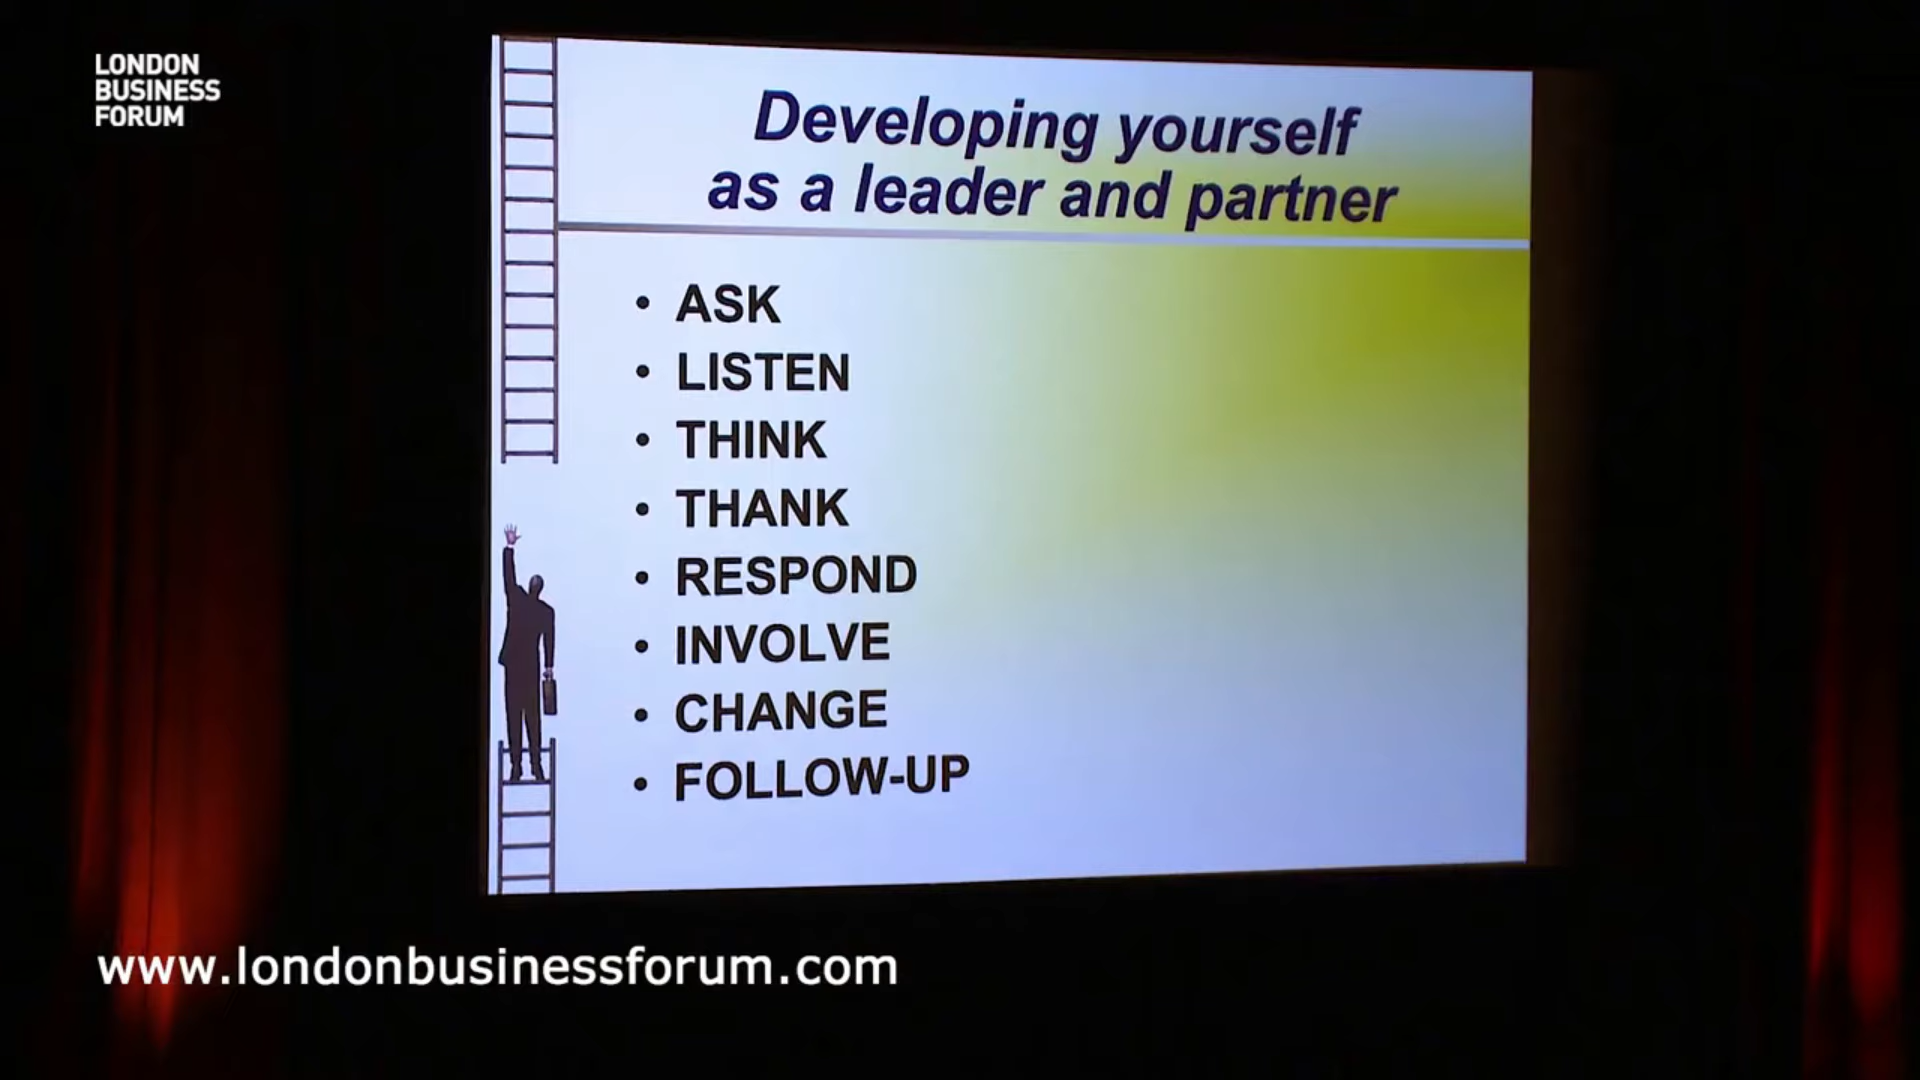 LONDON
BUSINESS
FORUM
Developing yourself
as a leader and partner
• ASK
• LISTEN
• THINK
• THANK
• RESPOND
• INVOLVE
• CHANGE
• FOLLOW-UP
www.londonbusinessforum.com